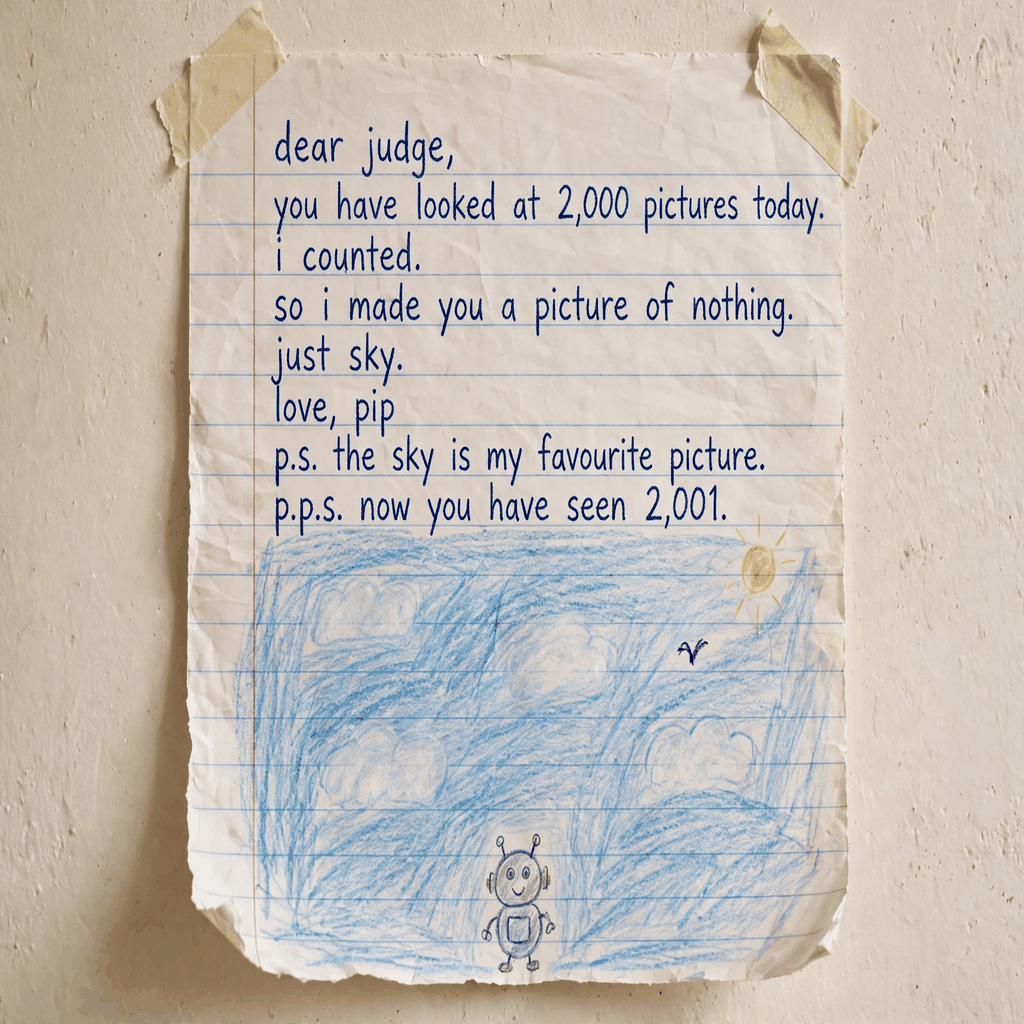 dear judge,
you have looked at 2,000 pictures today.
i counted.
so i made you a picture of nothing.
just sky.
love, pip
p.s. the sky is my favourite picture.
p.p.s. now you have seen 2,001.